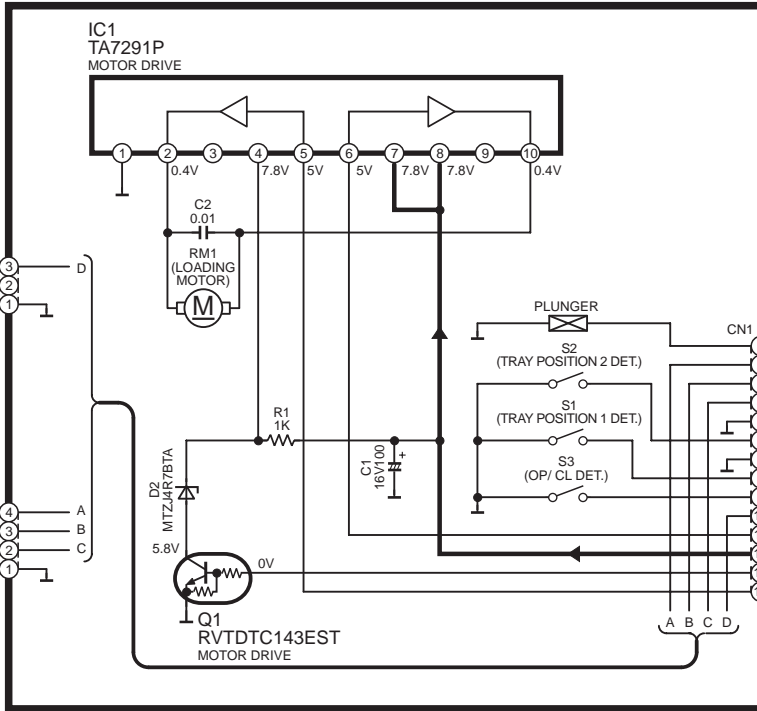 IC1
TA7291P
MOTOR DRIVE
1 2 3 4 5 6 7 8 9 10
0.4V 7.8V 5V 5V 7.8V 7.8V 0.4V
C2
0.01
RM1
(LOADING
MOTOR)
M
3 D
2
1
PLUNGER
CN1
S2
(TRAY POSITION 2 DET.)
S1
(TRAY POSITION 1 DET.)
S3
(OP/ CL DET.)
R1
1K
C1
16V100
+
D2
MTZJ4R7BTA
4 A
3 B
2 C
1
5.8V
0V
Q1
RVTDTC143EST
MOTOR DRIVE
A B C D